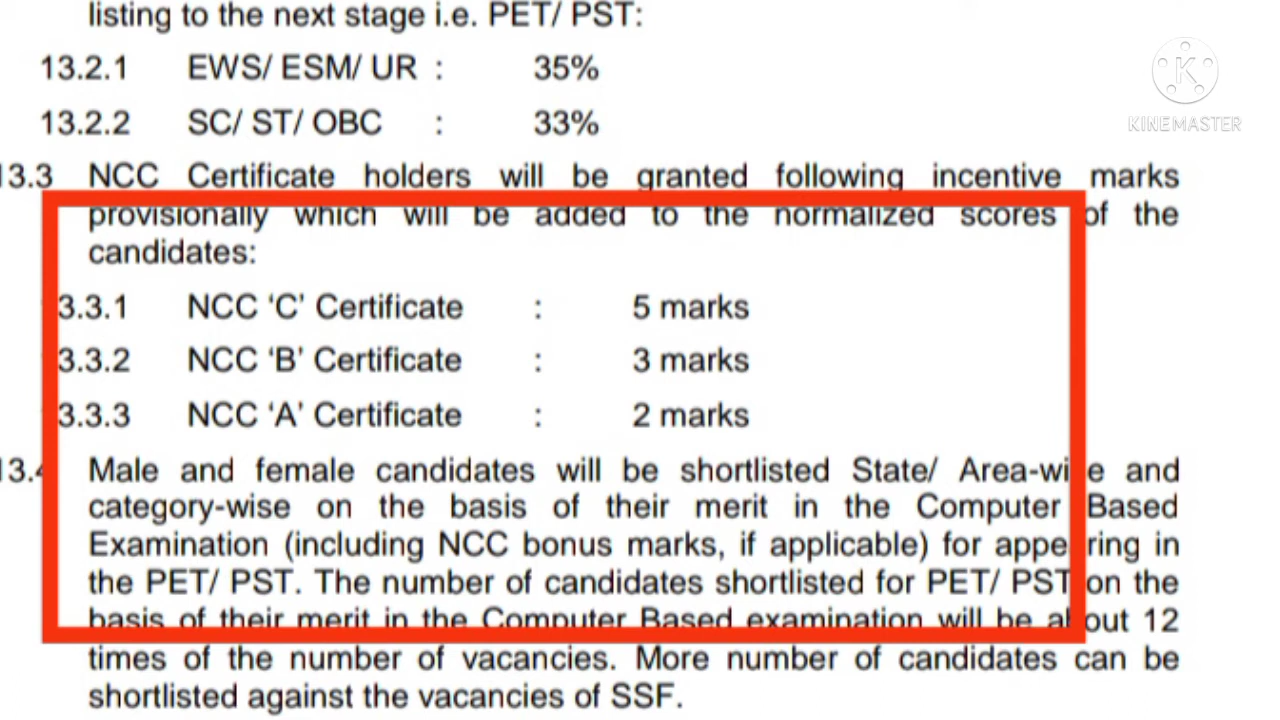 listing to the next stage i.e. PET/ PST:
13.2.1 EWS/ ESM/ UR : 35%
13.2.2 SC/ ST/ OBC : 33%
13.3 NCC Certificate holders will be granted following incentive marks
provisionally which will be added to the normalized scores of the
candidates:
3.3.1 NCC ‘C’ Certificate : 5 marks
3.3.2 NCC ‘B’ Certificate : 3 marks
3.3.3 NCC ‘A’ Certificate : 2 marks
13.4 Male and female candidates will be shortlisted State/ Area-wise and
category-wise on the basis of their merit in the Computer Based
Examination (including NCC bonus marks, if applicable) for appearing in
the PET/ PST. The number of candidates shortlisted for PET/ PST on the
basis of their merit in the Computer Based examination will be about 12
times of the number of vacancies. More number of candidates can be
shortlisted against the vacancies of SSF.
K
KINEMASTER